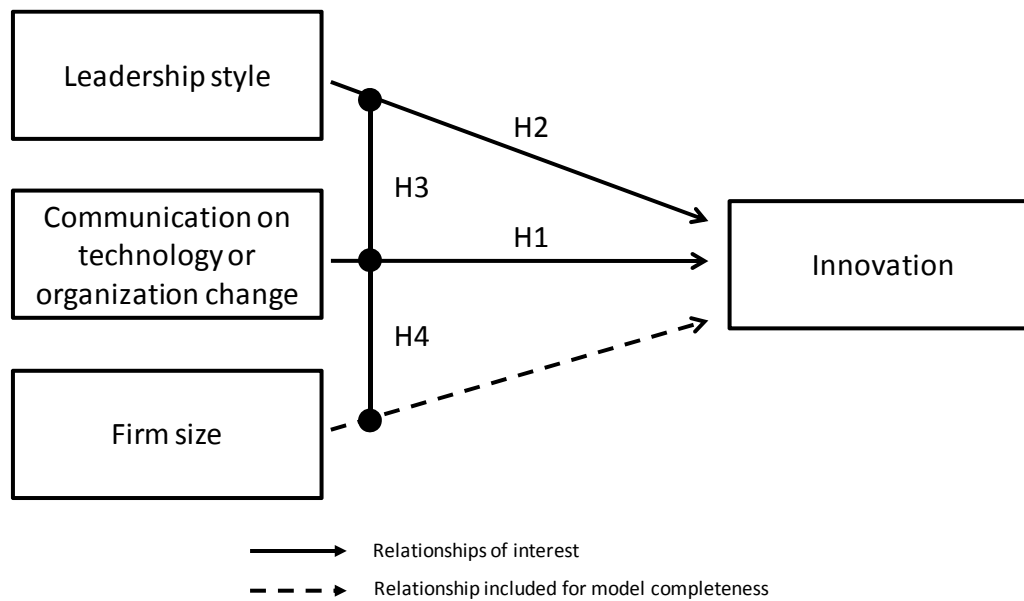 Leadership style
H2
H3
Communication on
technology or
organization change
H1
Innovation
H4
Firm size
Relationships of interest
Relationship included for model completeness